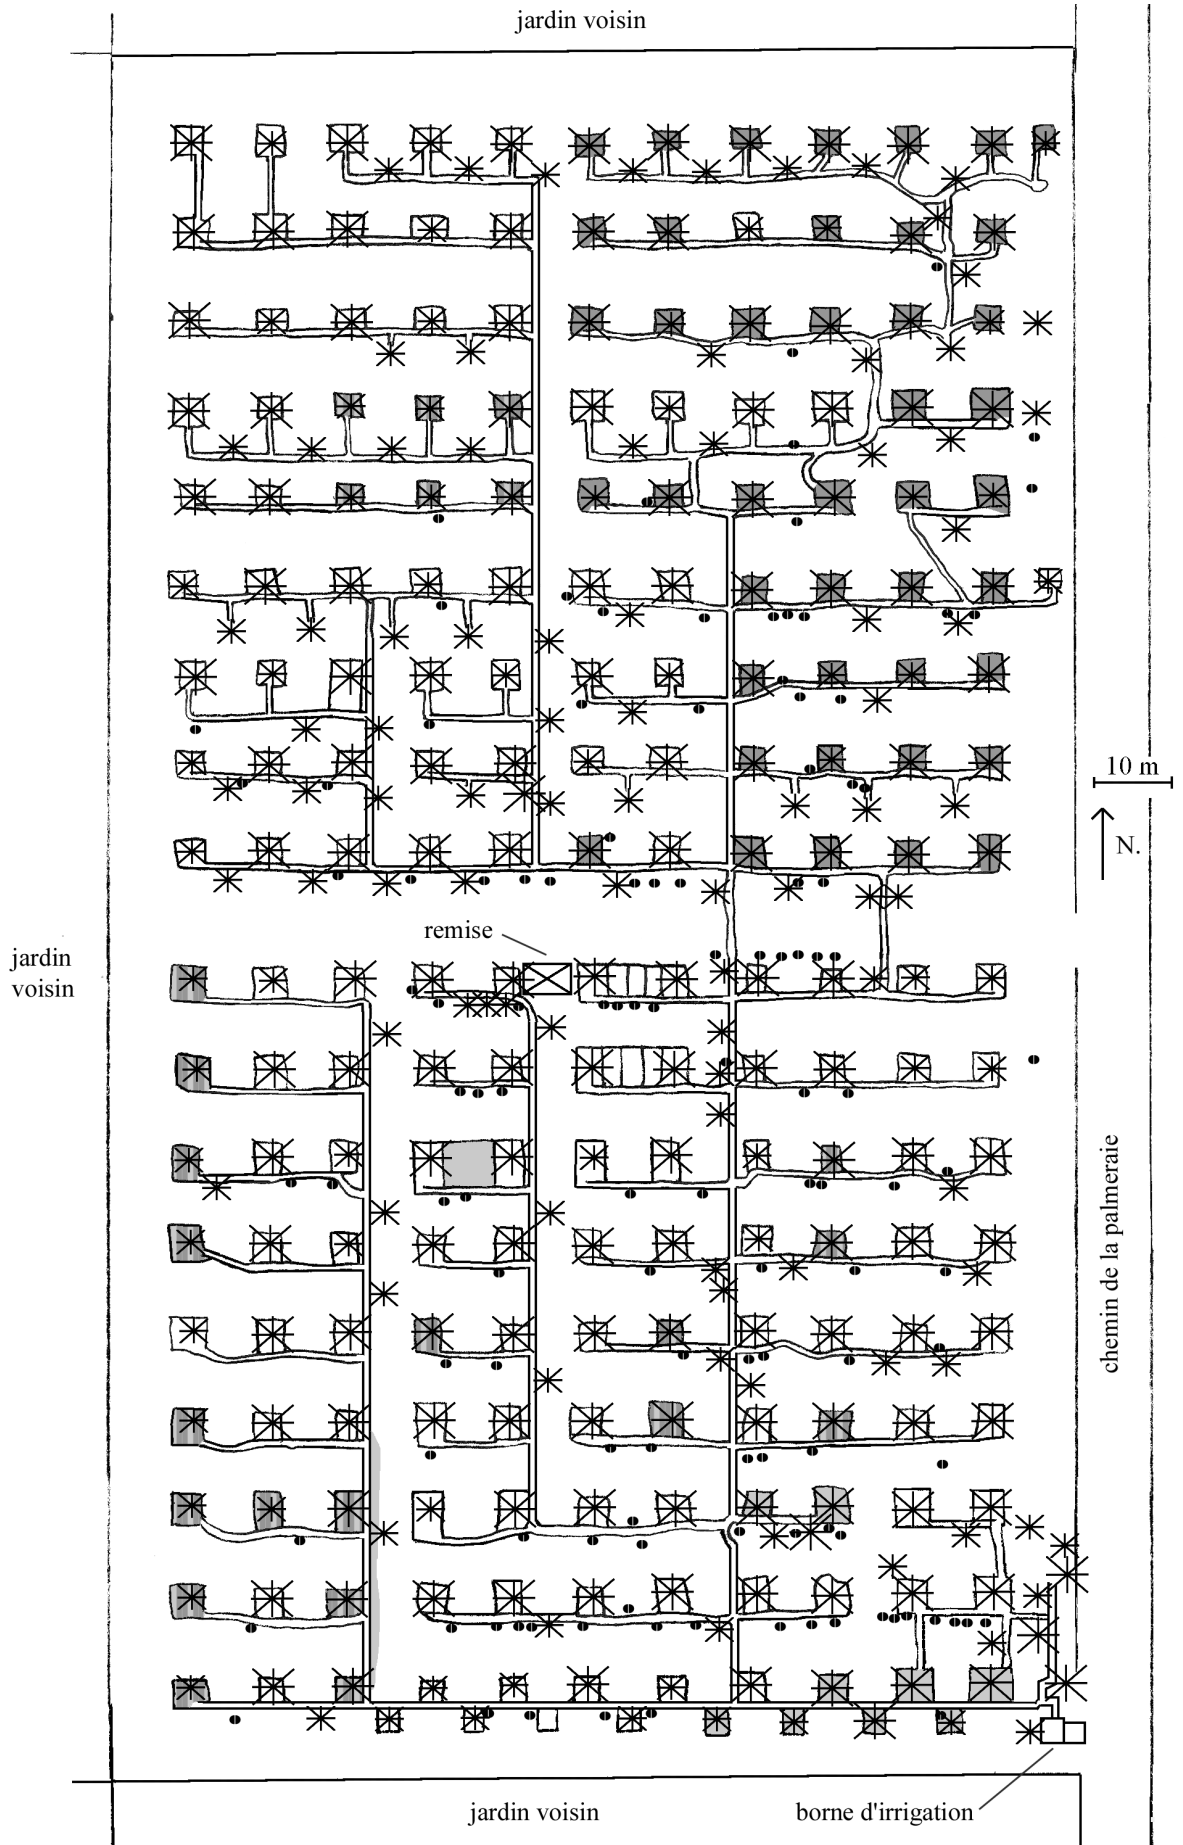 jardin voisin
10 m
N.
remise
jardin
voisin
chemin de la palmeraie
jardin voisin
borne d'irrigation